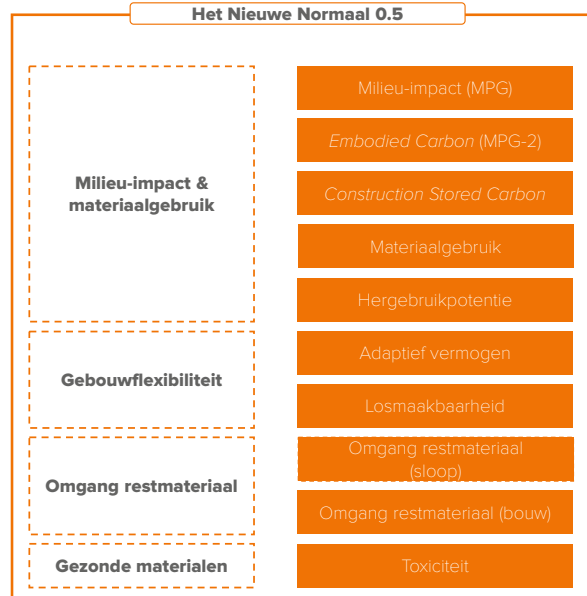 Het Nieuwe Normaal 0.5
Milieu-impact &
materiaalgebruik
Milieu-impact (MPG)
Embodied Carbon (MPG-2)
Construction Stored Carbon
Materiaalgebruik
Hergebruikpotentie
Gebouwflexibiliteit
Adaptief vermogen
Losmaakbaarheid
Omgang restmateriaal
Omgang restmateriaal
(sloop)
Omgang restmateriaal (bouw)
Gezonde materialen
Toxiciteit